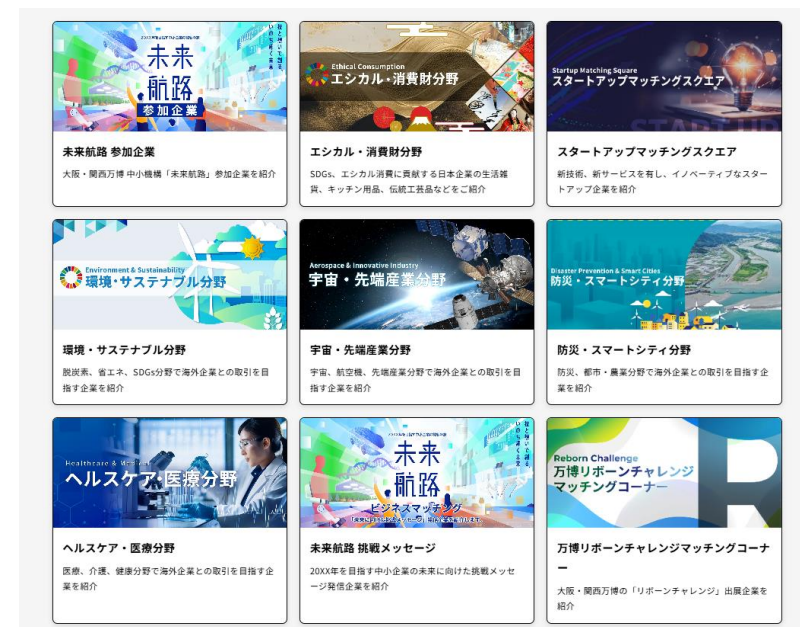 未来
航路
参加企業
未来航路 参加企業
大阪・関西万博 中小機構「未来航路」参加企業を紹介
Ethical Consumption
エシカル・消費財分野
エシカル・消費財分野
SDGs、エシカル消費に貢献する日本企業の生活雑
貨、キッチン用品、伝統工芸品などをご紹介
Startup Matching Square
スタートアップマッチングスクエア
START UP
スタートアップマッチングスクエア
新技術、新サービスを有し、イノベーティブなスター
トアップ企業を紹介
Environment & Sustainability
環境・サステナブル分野
環境・サステナブル分野
脱炭素、省エネ、SDGs分野で海外企業との取引を目
指す企業を紹介
Aerospace & Innovative Industry
宇宙・先端産業分野
宇宙・先端産業分野
宇宙、航空機、先端産業分野で海外企業との取引を目
指す企業を紹介
Disaster Prevention & Smart Cities
防災・スマートシティ分野
防災・スマートシティ分野
防災、都市・農業分野で海外企業との取引を目指す企
業を紹介
Healthcare & Medical
ヘルスケア・医療分野
ヘルスケア・医療分野
医療、介護、健康分野で海外企業との取引を目指す企
業を紹介
未来
航路
ビジネスマッチング
未来航路 挑戦メッセージ
20XX年を目指す中小企業の未来に向けた挑戦メッセ
ージ発信企業を紹介
Reborn Challenge
万博リボーンチャレンジ
マッチングコーナー
R
万博リボーンチャレンジマッチングコーナ
ー
大阪・関西万博の「リボーンチャレンジ」出展企業を
紹介